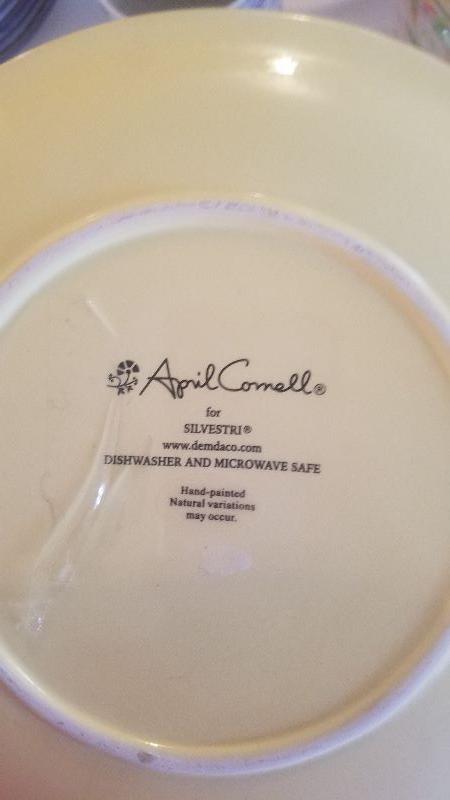 April Cornell®
for
SILVESTRI®
www.demdaco.com
DISHWASHER AND MICROWAVE SAFE
Hand-painted
Natural variations
may occur.